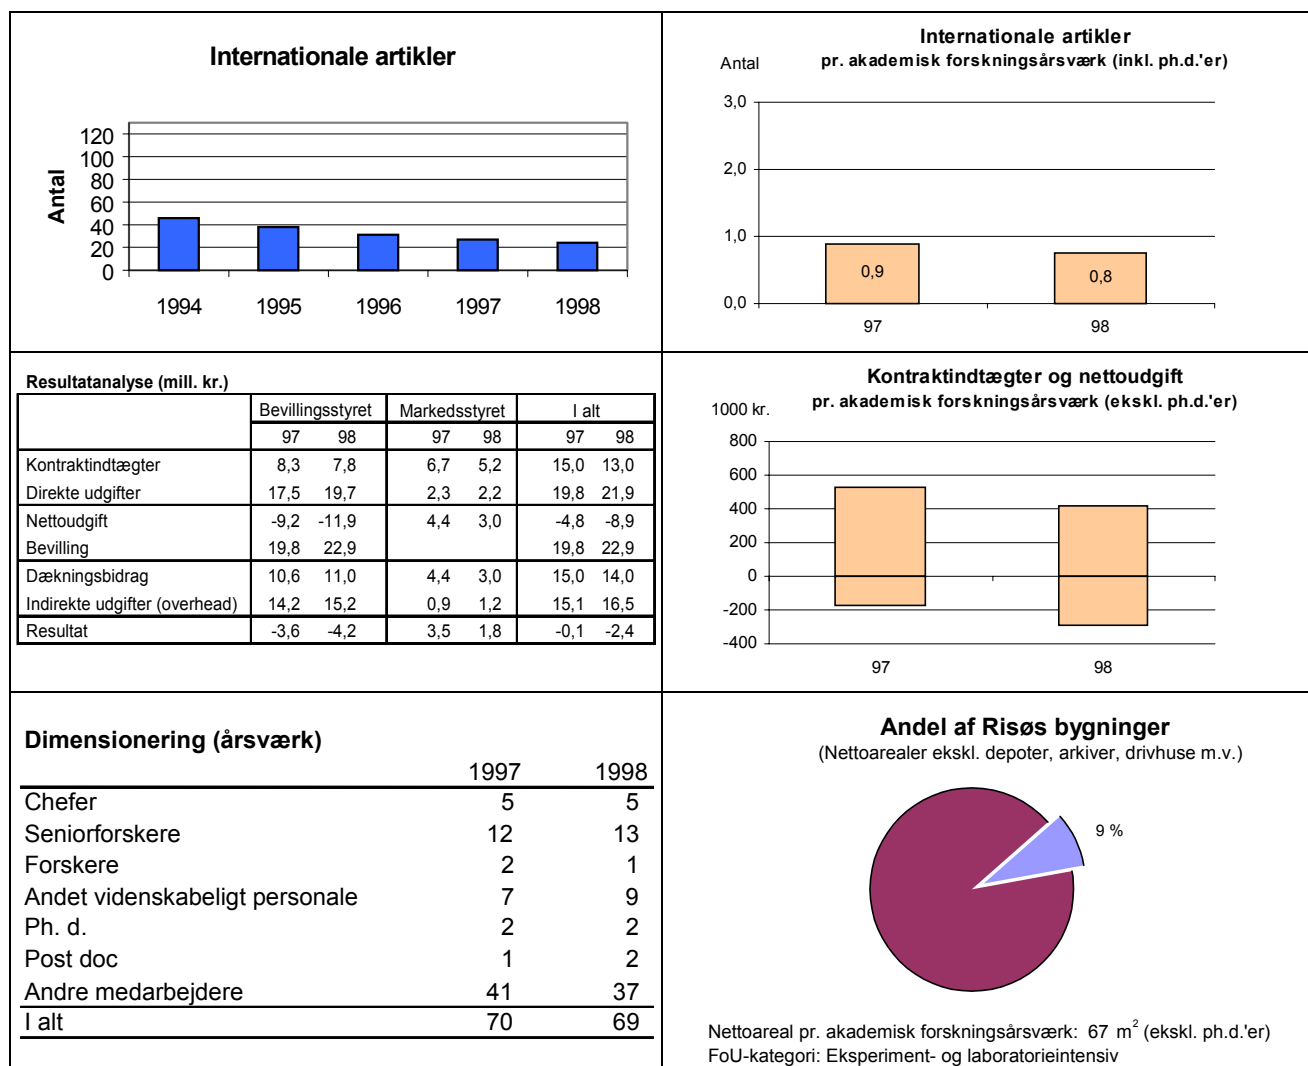 Internationale artikler
Antal
120
100
80
60
40
20
0
1994 1995 1996 1997 1998
Internationale artikler
pr. akademisk forskningsårsværk (inkl. ph.d.'er)
Antal
3,0
2,0
1,0
0,0
0,9 0,8
97 98
Resultatanalyse (mill. kr.)
Bevillingsstyret Markedsstyret I alt
97 98 97 98 97 98
Kontraktindtægter 8,3 7,8 6,7 5,2 15,0 13,0
Direkte udgifter 17,5 19,7 2,3 2,2 19,8 21,9
Nettoudgift -9,2 -11,9 4,4 3,0 -4,8 -8,9
Bevilling 19,8 22,9 19,8 22,9
Dækningsbidrag 10,6 11,0 4,4 3,0 15,0 14,0
Indirekte udgifter (overhead) 14,2 15,2 0,9 1,2 15,1 16,5
Resultat -3,6 -4,2 3,5 1,8 -0,1 -2,4
Kontraktindtægter og nettoudgift
1000 kr. pr. akademisk forskningsårsværk (ekskl. ph.d.'er)
800
600
400
200
0
-200
-400
97 98
Dimensionering (årsværk)
1997 1998
Chefer 5 5
Seniorforskere 12 13
Forskere 2 1
Andet videnskabeligt personale 7 9
Ph. d. 2 2
Post doc 1 2
Andre medarbejdere 41 37
I alt 70 69
Andel af Risøs bygninger
(Nettoarealer ekskl. depoter, arkiver, drivhuse m.v.)
9 %
Nettoareal pr. akademisk forskningsårsværk: 67 m² (ekskl. ph.d.'er)
FoU-kategori: Eksperiment- og laboratorieintensiv